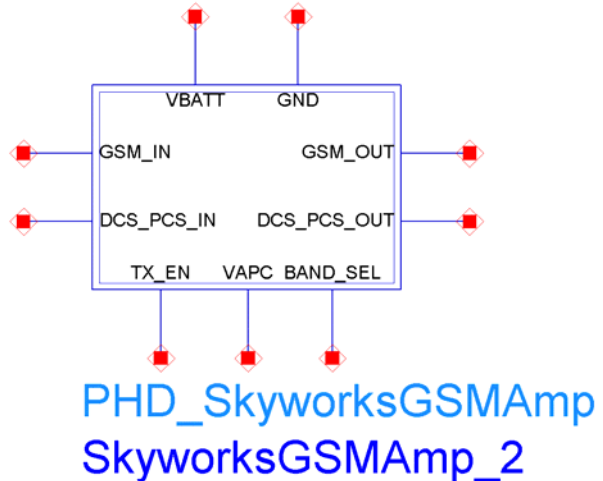 VBATT GND
GSM_IN GSM_OUT
DCS_PCS_IN DCS_PCS_OUT
TX_EN VAPC BAND_SEL
PHD_SkyworksGSMAmp
SkyworksGSMAmp_2